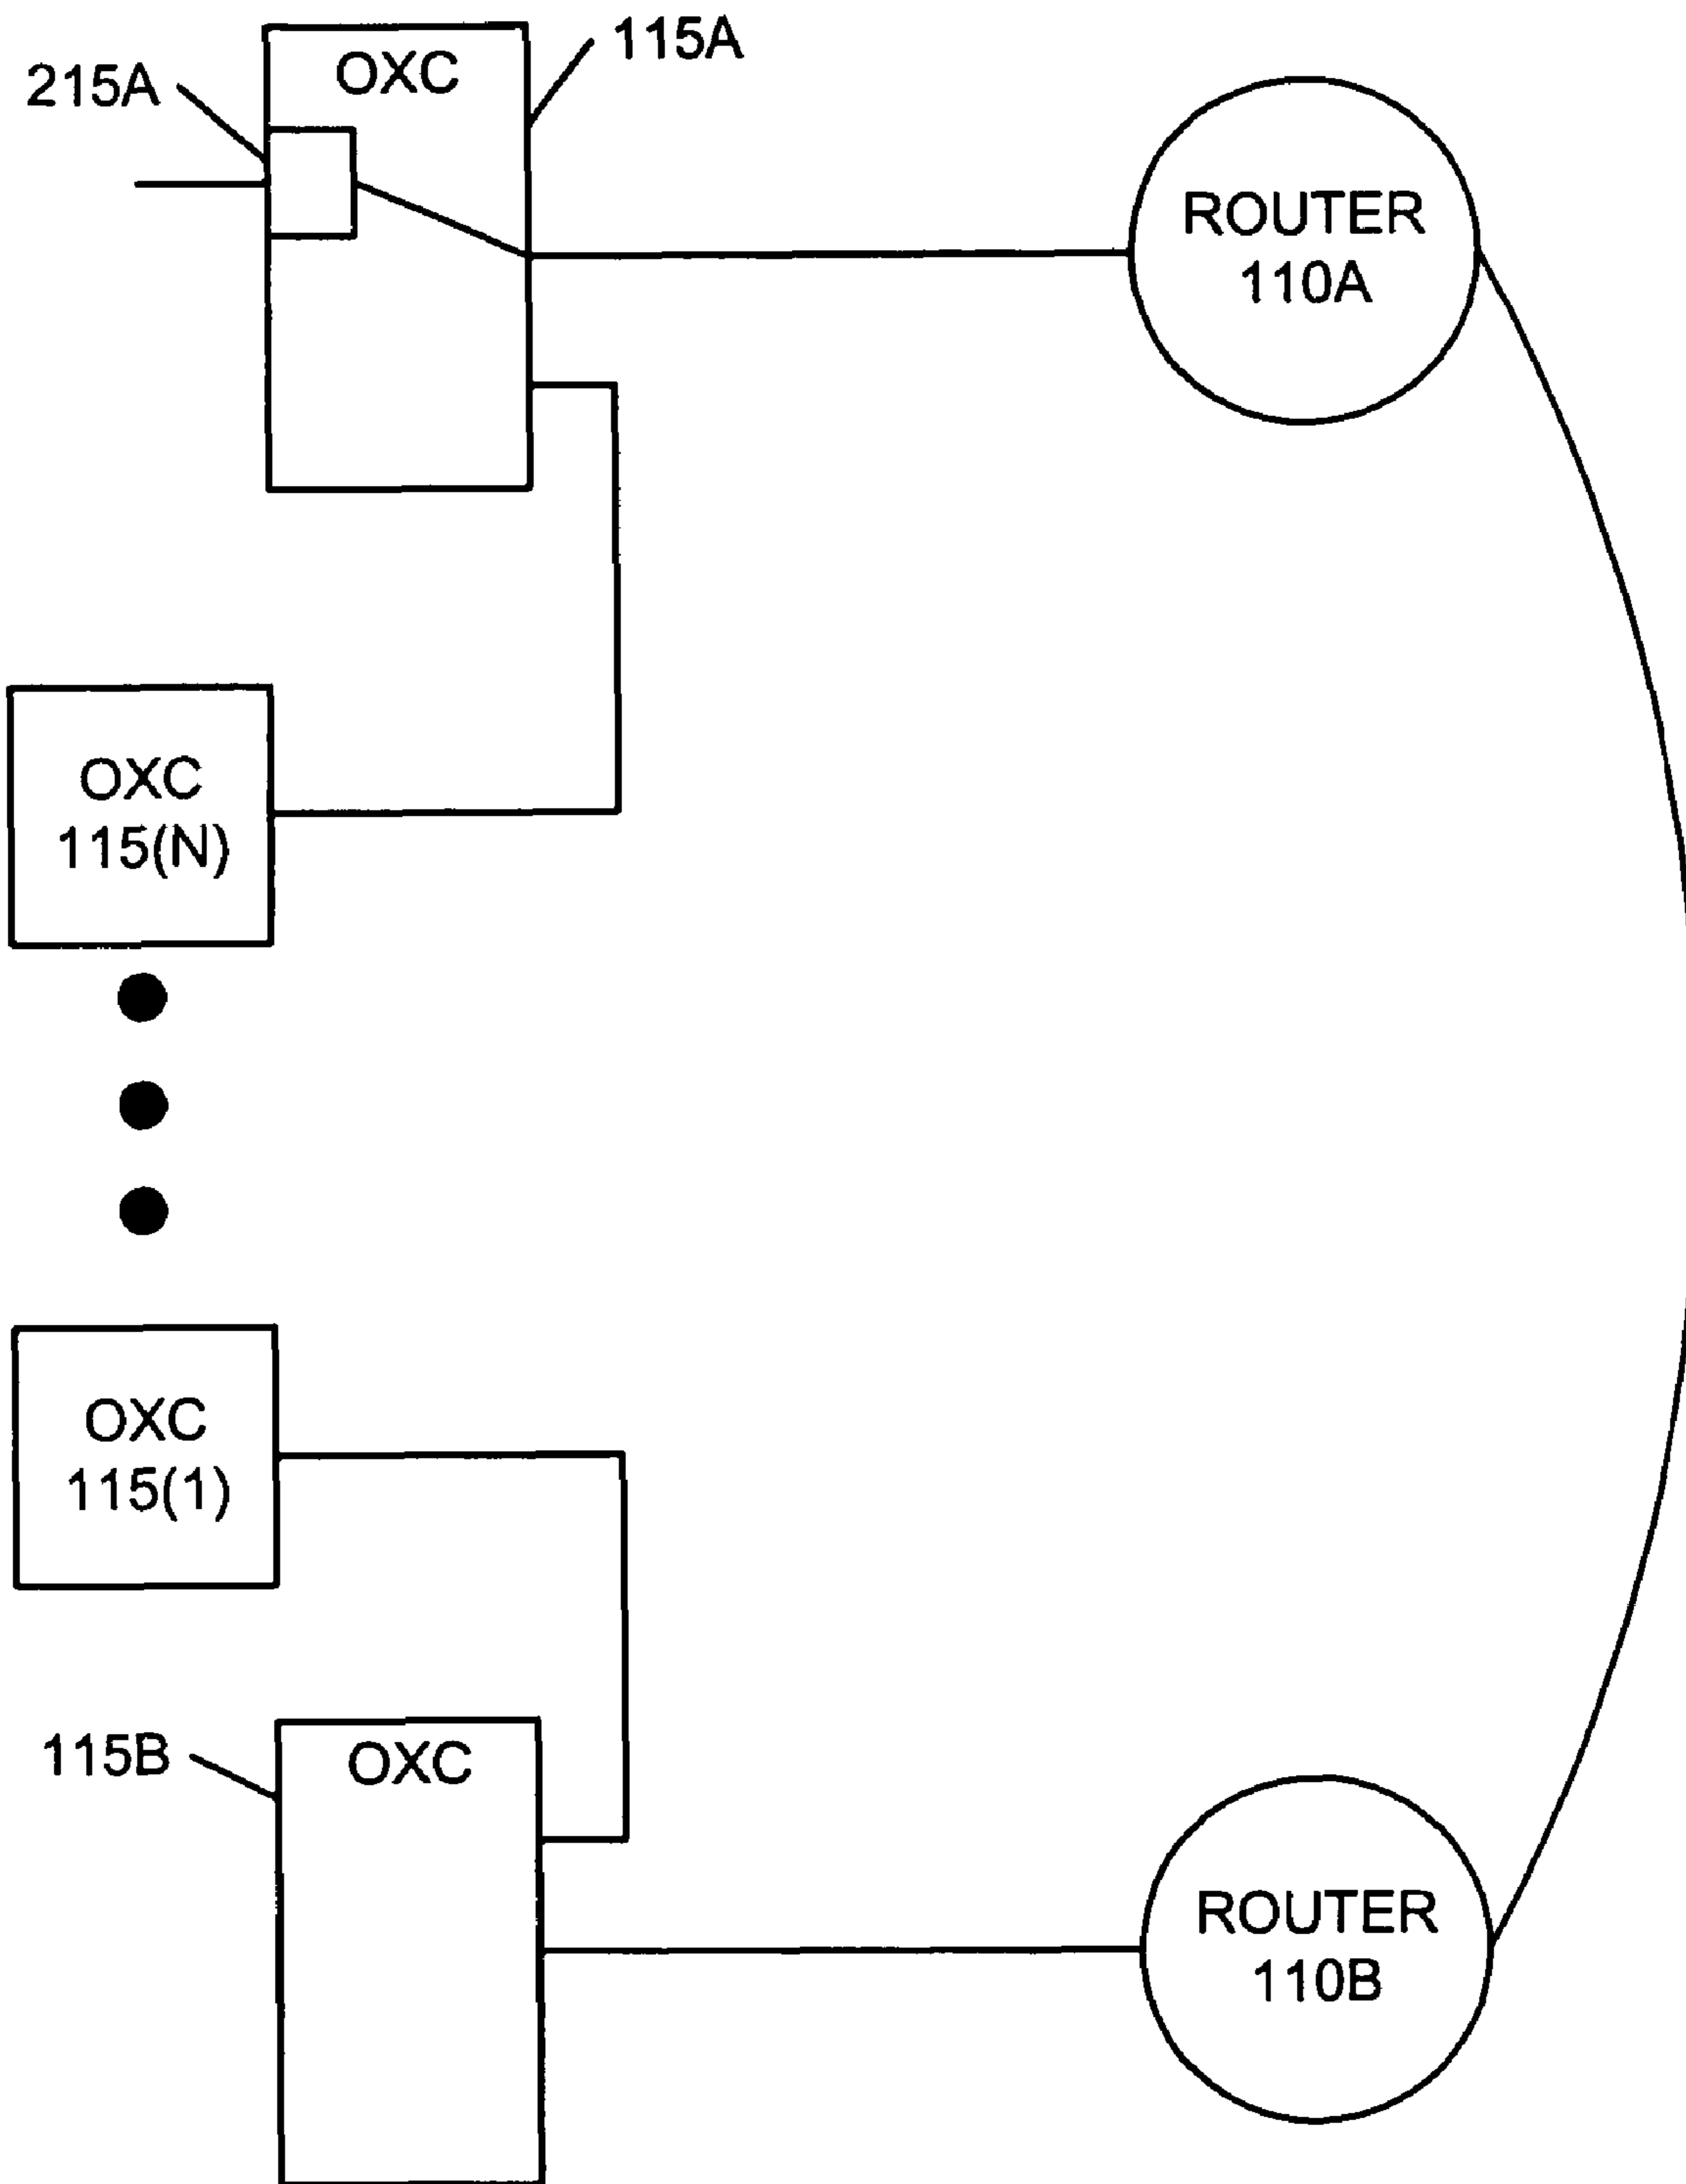 OXC
115A
215A
ROUTER
110A
OXC
115(N)
OXC
115(1)
115B
OXC
ROUTER
110B